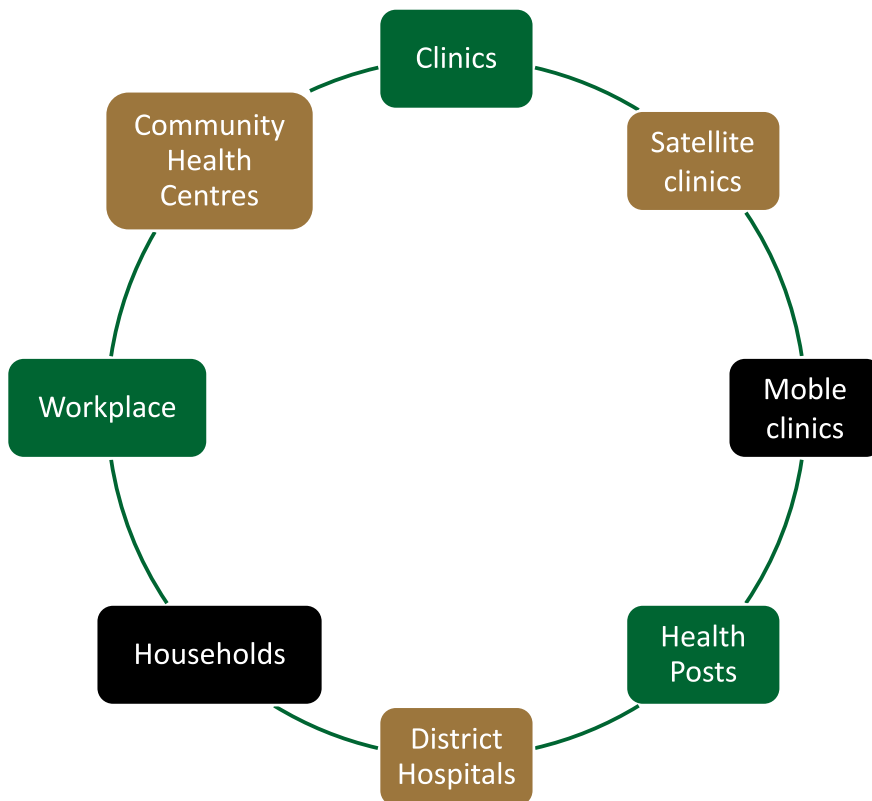 Clinics
Satellite
clinics
Moble
clinics
Health
Posts
District
Hospitals
Households
Workplace
Community
Health
Centres